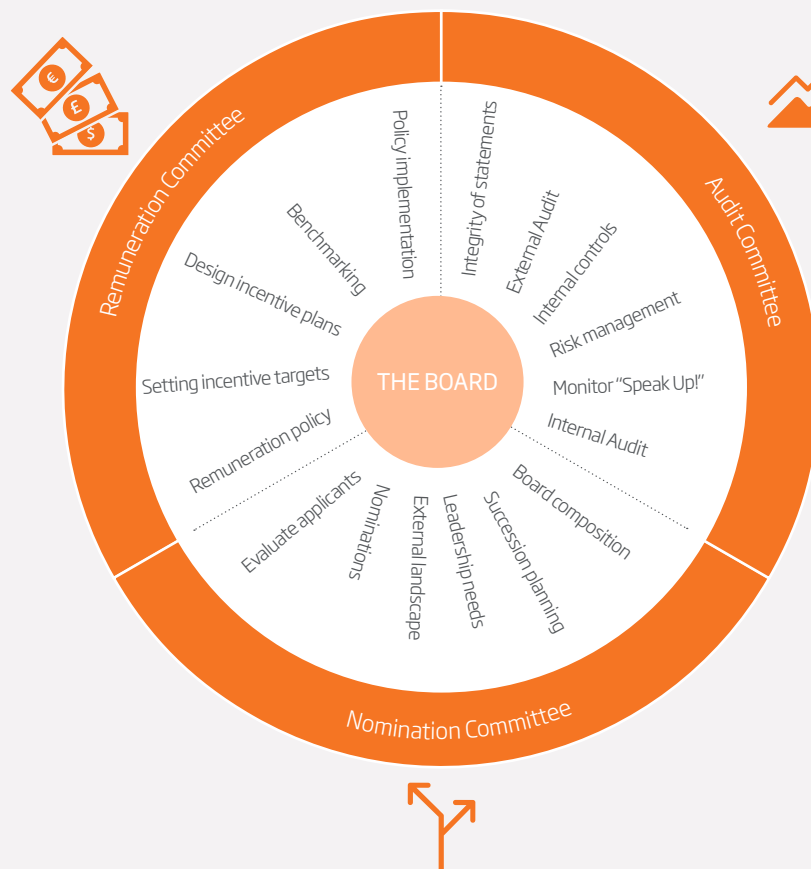 €
£
$
Remuneration Committee
Audit Committee
Nomination Committee
THE BOARD
Policy implementation
Benchmarking
Design incentive plans
Setting incentive targets
Remuneration policy
Integrity of statements
External Audit
Internal controls
Risk management
Monitor “Speak Up!”
Internal Audit
Board composition
Succession planning
Leadership needs
External landscape
Nominations
Evaluate applicants